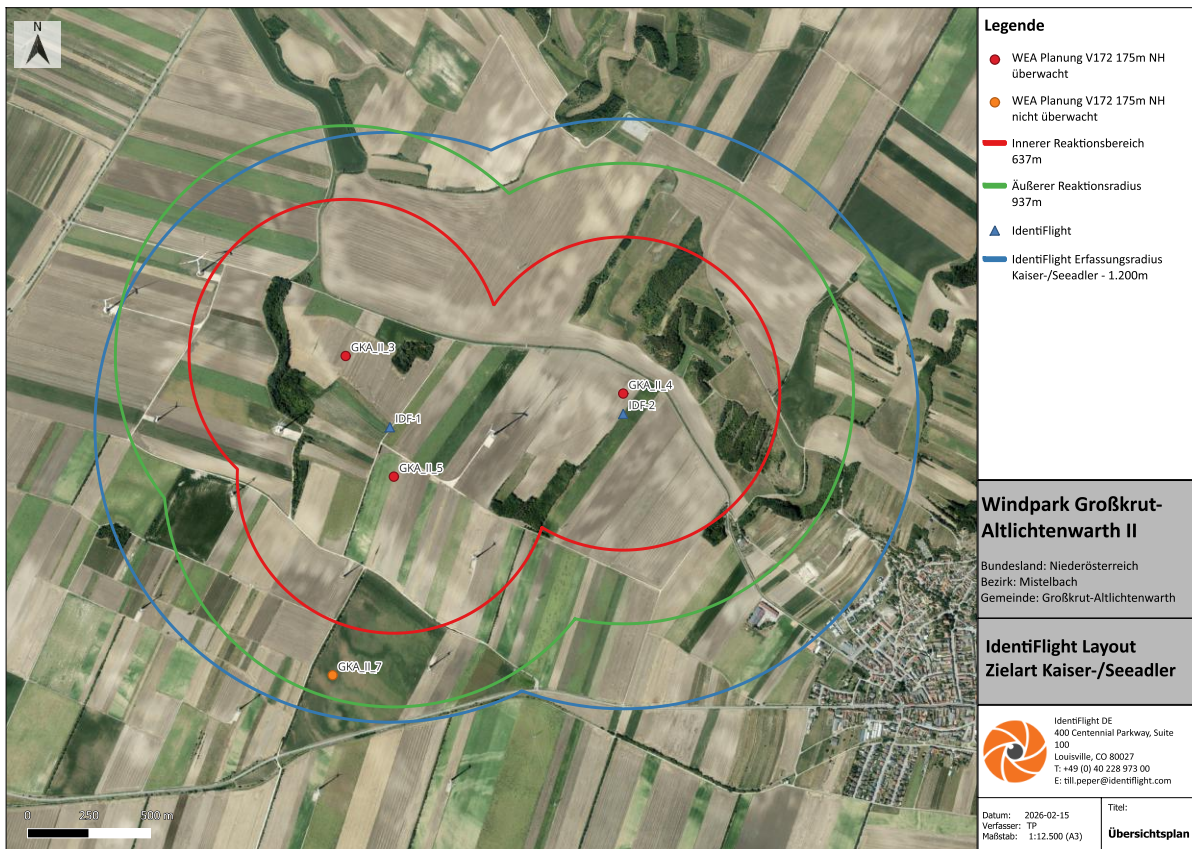 N
GKA_II_3
GKA_II_4
IDF-2
IDF-1
GKA_II_5
GKA_II_7
0 250 500 m
Legende
WEA Planung V172 175m NH
überwacht
WEA Planung V172 175m NH
nicht überwacht
Innerer Reaktionsbereich
637m
Äußerer Reaktionsradius
937m
IdentiFlight
IdentiFlight Erfassungsradius
Kaiser-/Seeadler - 1.200m
Windpark Großkrut-
Altlichtenwarth II
Bundesland: Niederösterreich
Bezirk: Mistelbach
Gemeinde: Großkrut-Altlichtenwarth
IdentiFlight Layout
Zielart Kaiser-/Seeadler
IdentiFlight DE
400 Centennial Parkway, Suite
100
Louisville, CO 80027
T: +49 (0) 40 228 973 00
E: till.peper@identiflight.com
Datum: 2026-02-15
Verfasser: TP
Maßstab: 1:12.500 (A3)
Titel:
Übersichtsplan